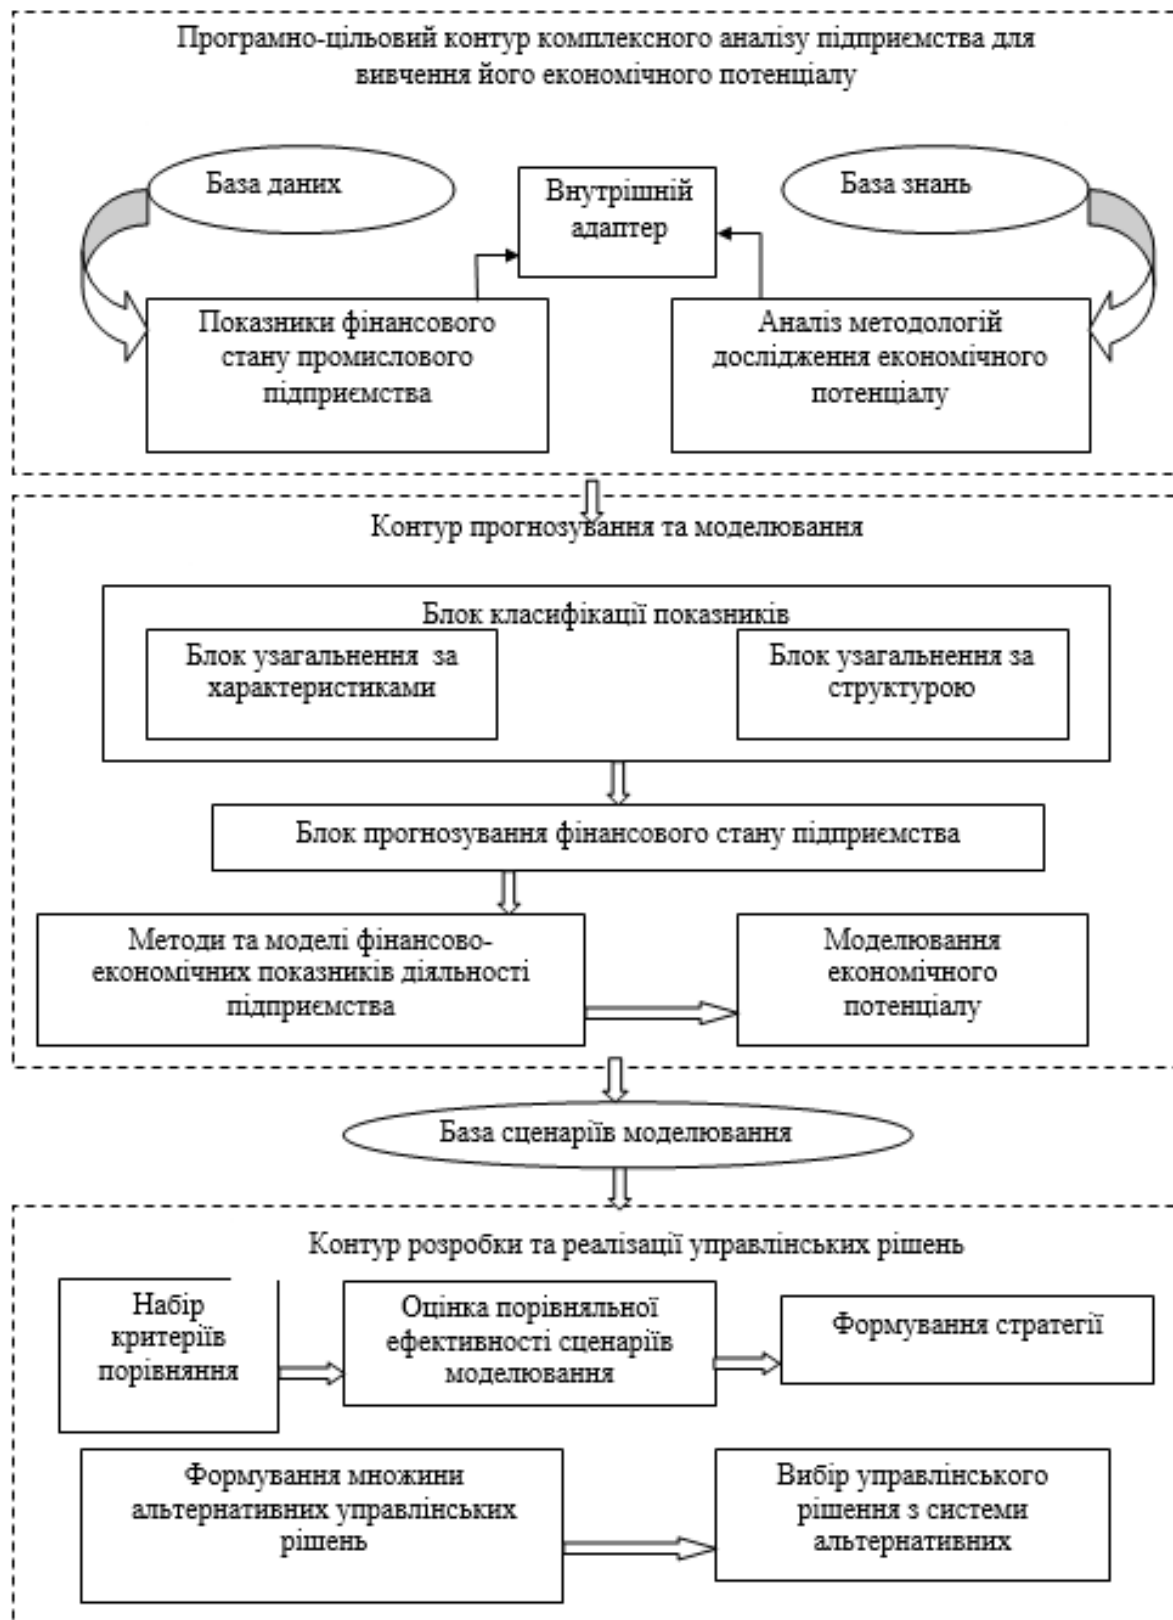 Програмно-цільовий контур комплексного аналізу підприємства для
вивчення його економічного потенціалу
База даних
Внутрішній
адаптер
База знань
Показники фінансового
стану промислового
підприємства
Аналіз методологій
дослідження економічного
потенціалу
Контур прогнозування та моделювання
Блок класифікації показників
Блок узагальнення за
характеристиками
Блок узагальнення за
структурою
Блок прогнозування фінансового стану підприємства
Методи та моделі фінансово-
економічних показників діяльності
підприємства
Моделювання
економічного
потенціалу
База сценаріїв моделювання
Контур розробки та реалізації управлінських рішень
Набір
критеріїв
порівняння
Оцінка порівняльної
ефективності сценаріїв
моделювання
Формування стратегії
Формування множини
альтернативних управлінських
рішень
Вибір управлінського
рішення з системи
альтернативних